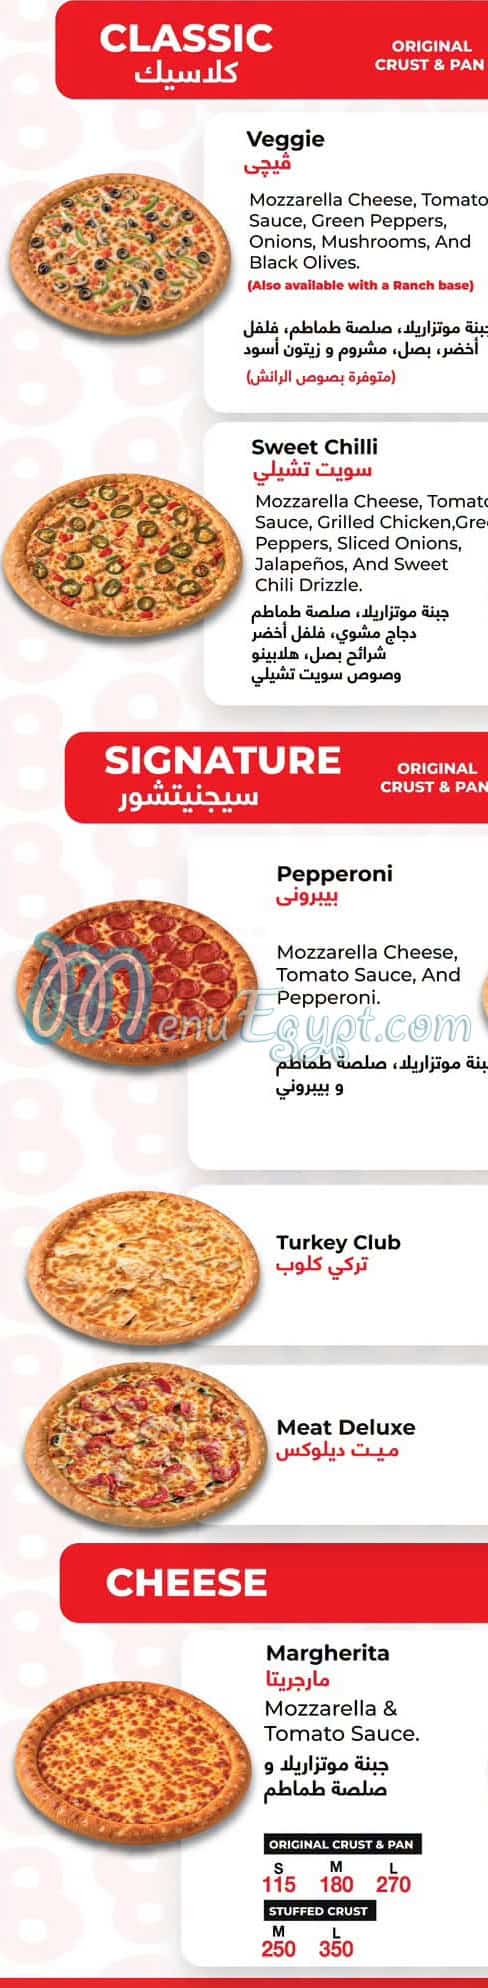 CLASSIC
كلاسيك
ORIGINAL
CRUST & PAN
Veggie
ڤيچى
Mozzarella Cheese, Tomato
Sauce, Green Peppers,
Onions, Mushrooms, And
Black Olives.
(Also available with a Ranch base)
جبنة موتزاريلا، صلصة طماطم، فلفل
أخضر، بصل، مشروم و زيتون أسود
(متوفرة بصوص الرانش)
Sweet Chilli
سويت تشيلي
Mozzarella Cheese,
Sauce, Grilled Chicken,
Peppers, Sliced Onions,
Jalapeños, And Sweet
Chili Drizzle.
جبنة موتزاريلا، صلصة طماطم
دجاج مشوي، فلفل أخضر
شرائح بصل، هلابينو
وصوص سويت تشيلي
SIGNATURE
سيجنيتشور
ORIGINAL
CRUST & PAN
Pepperoni
بيبرونى
Mozzarella Cheese,
Tomato Sauce, And
Pepperoni.
MenuEgypt.com
جبنة موتزاريلا، صلصة طماطم
و بيبروني
Turkey Club
تركي كلوب
Meat Deluxe
ميت ديلوكس
CHEESE
Margherita
مارجريتا
Mozzarella &
Tomato Sauce.
جبنة موتزاريلا و
صلصة طماطم
ORIGINAL CRUST & PAN
S M L
115 180 270
STUFFED CRUST
M L
250 350